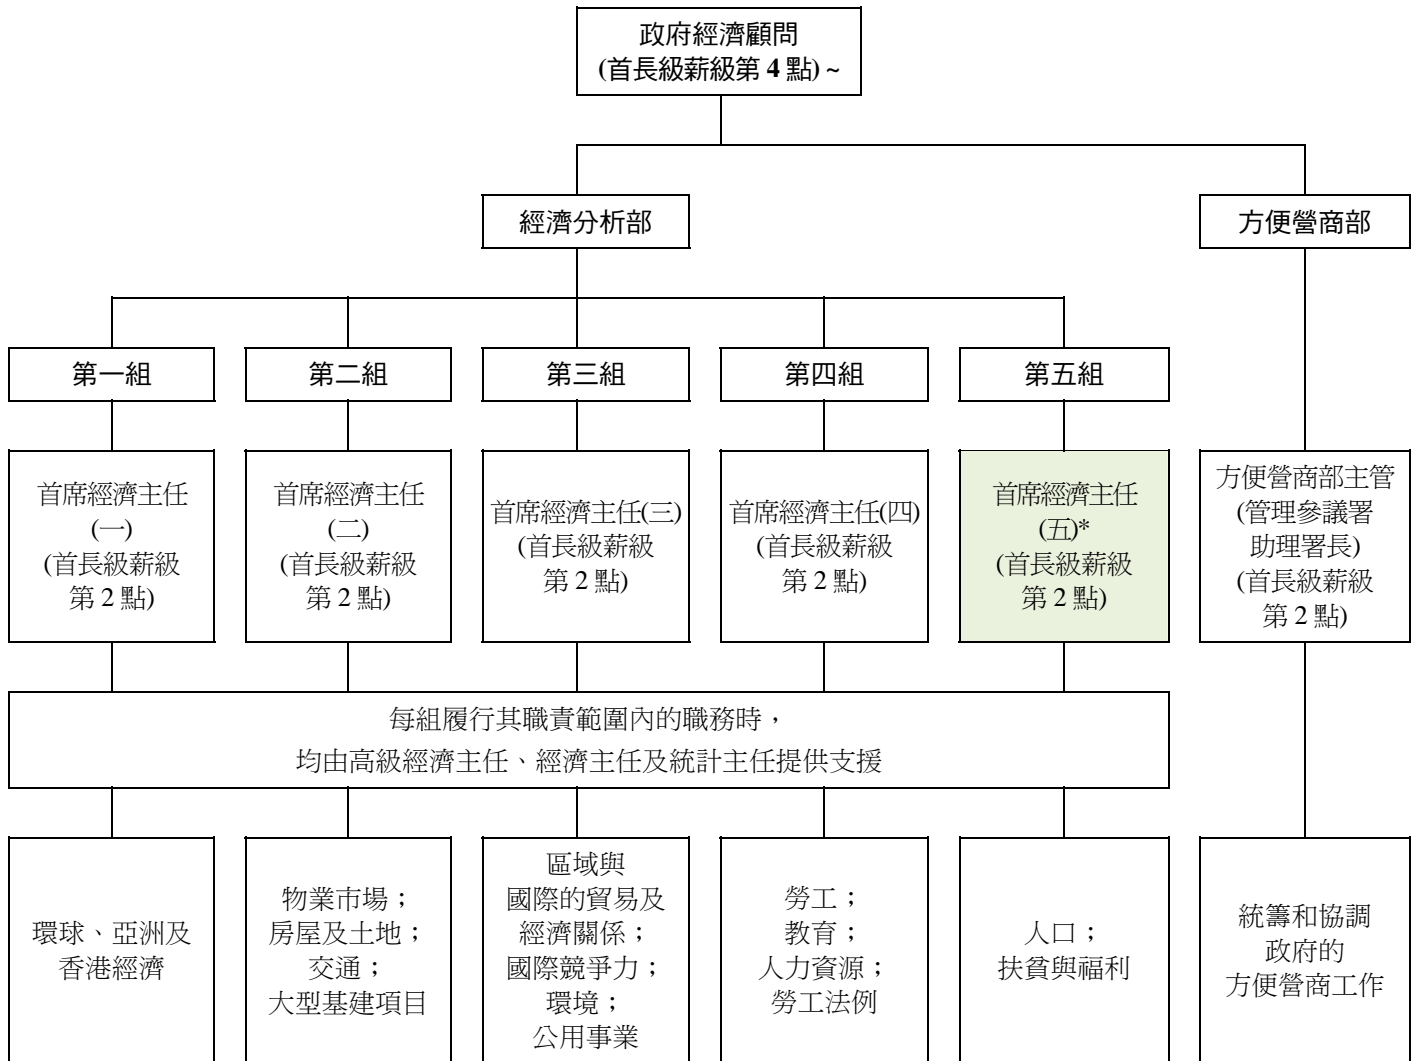 政府經濟顧問
(首長級薪級第 4 點) ~
經濟分析部
方便營商部
第一組
第二組
第三組
第四組
第五組
首席經濟主任
(一)
(首長級薪級
第 2 點)
首席經濟主任
(二)
(首長級薪級
第 2 點)
首席經濟主任(三)
(首長級薪級
第 2 點)
首席經濟主任(四)
(首長級薪級
第 2 點)
首席經濟主任
(五)*
(首長級薪級
第 2 點)
方便營商部主管
(管理參議署
助理署長)
(首長級薪級
第 2 點)
每組履行其職責範圍內的職務時，
均由高級經濟主任、經濟主任及統計主任提供支援
環球、亞洲及
香港經濟
物業市場；
房屋及土地；
交通；
大型基建項目
區域與
國際的貿易及
經濟關係；
國際競爭力；
環境；
公用事業
勞工；
教育；
人力資源；
勞工法例
人口；
扶貧與福利
統籌和協調
政府的
方便營商工作